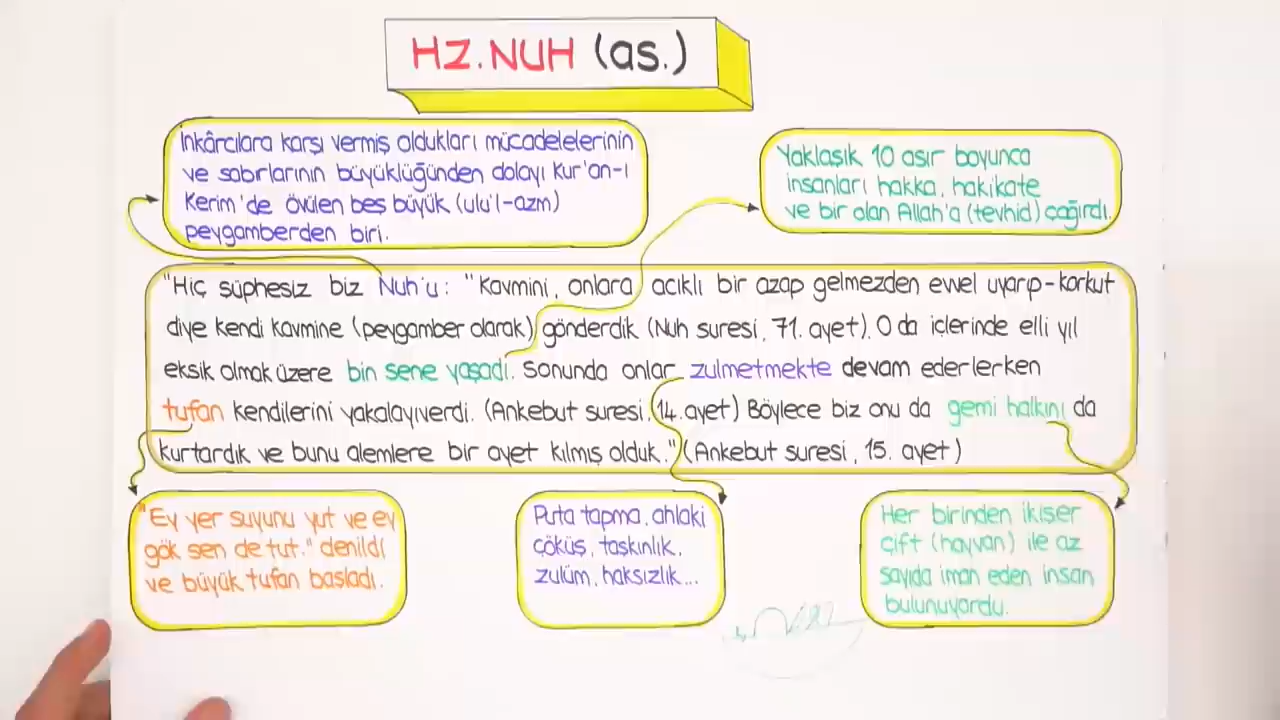 HZ. NUH (as.)
İnkârcılara karşı vermiş oldukları mücadelelerinin
ve sabırlarının büyüklüğünden dolayı Kur'an-ı
Kerim'de övülen beş büyük (ulu'l-azm)
peygamberden biri.
Yaklaşık 10 asır boyunca
insanları hakka, hakikate
ve bir olan Allah'a (tevhid) çağırdı.
"Hiç şüphesiz biz Nuh'u: "Kavmini, onlara acıklı bir azap gelmezden evvel uyarıp-korkut
diye kendi kavmine (peygamber olarak) gönderdik (Nuh suresi, 71. ayet). O da içlerinde elli yıl
eksik olmak üzere bin sene yaşadı. Sonunda onlar zulmetmekte devam ederlerken
tufan kendilerini yakalayıverdi. (Ankebut suresi, 14. ayet) Böylece biz onu da gemi halkını da
kurtardık ve bunu alemlere bir ayet kılmış olduk." (Ankebut suresi, 15. ayet)
"Ey yer suyunu yut ve ey
gök sen de tut." denildi
ve büyük tufan başladı.
Puta tapma, ahlaki
çöküş, taşkınlık,
zulüm, haksızlık...
Her birinden ikişer
çift (hayvan) ile az
sayıda iman eden insan
bulunuyordu.